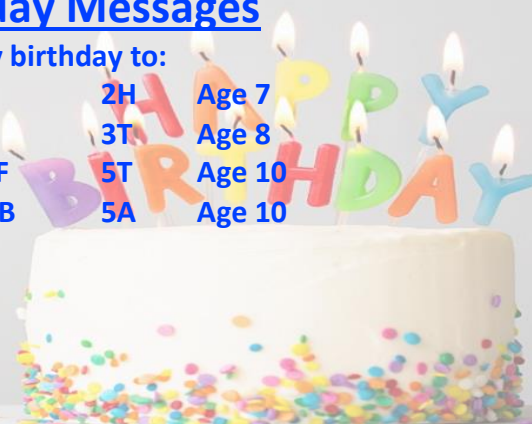 day Messages
y birthday to:
2H Age 7
3T Age 8
F 5T Age 10
B 5A Age 10
HAPPY
BIRTHDAY